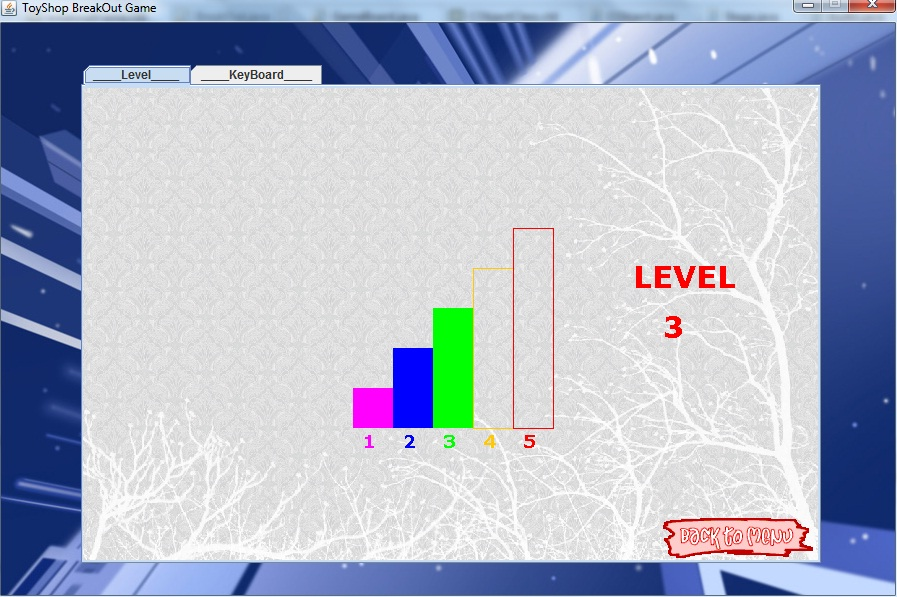 ToyShop BreakOut Game
____Level____ ____KeyBoard____
LEVEL
3
1 2 3 4 5
Back to Menu